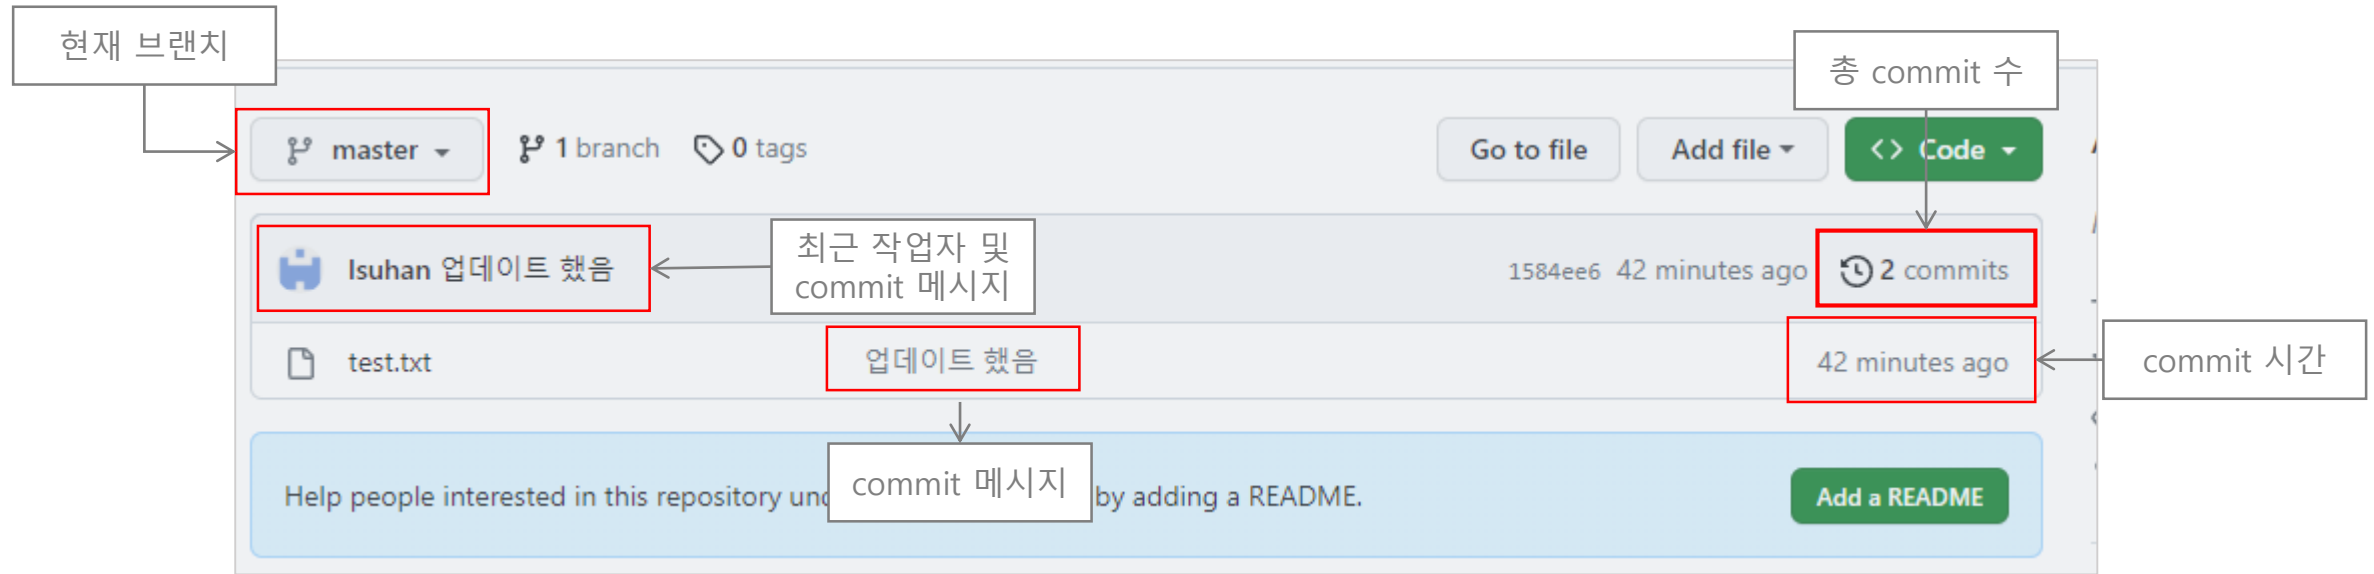 현재 브랜치
총 commit 수
master
1 branch
0 tags
Go to file
Add file
<> Code
lsuhan 업데이트 했음
최근 작업자 및
commit 메시지
1584ee6 42 minutes ago
2 commits
test.txt
업데이트 했음
42 minutes ago
commit 시간
commit 메시지
Help people interested in this repository
by adding a README.
Add a README